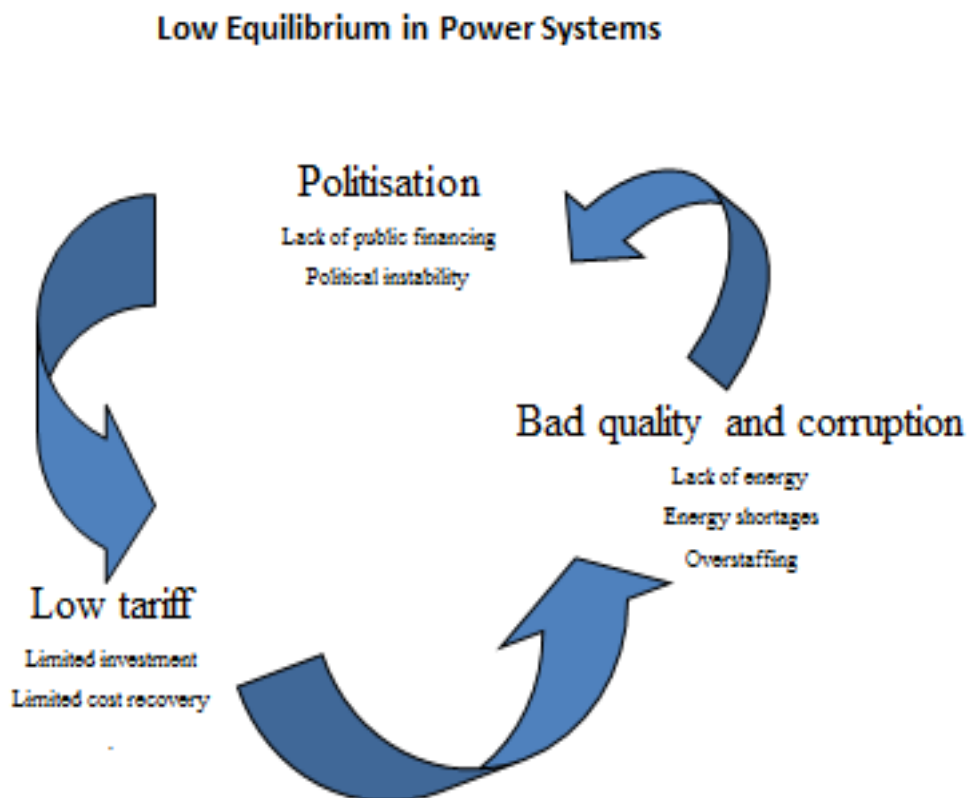 Low Equilibrium in Power Systems
Politisation
Lack of public financing
Political instability
Bad quality and corruption
Lack of energy
Energy shortages
Overstaffing
Low tariff
Limited investment
Limited cost recovery
.